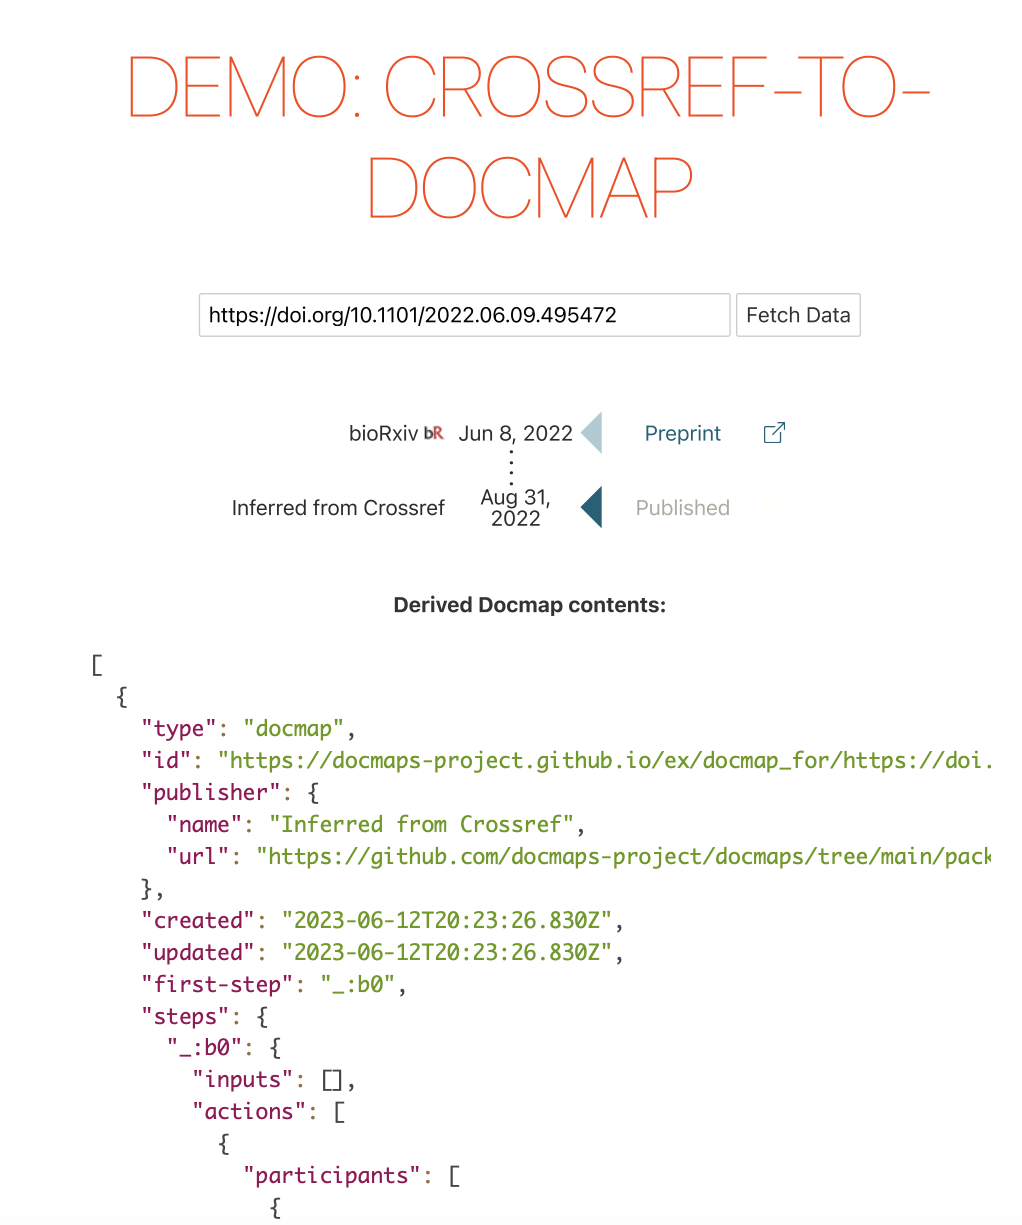 DEMO: CROSSREF-TO-
DOCMAP
https://doi.org/10.1101/2022.06.09.495472 Fetch Data
bioRxiv bR Jun 8, 2022 Preprint
Inferred from Crossref Aug 31, 2022 Published
Derived Docmap contents:
[
{
"type": "docmap",
"id": "https://docmaps-project.github.io/ex/docmap_for/https://doi.
"publisher": {
"name": "Inferred from Crossref",
"url": "https://github.com/docmaps-project/docmaps/tree/main/pack
},
"created": "2023-06-12T20:23:26.830Z",
"updated": "2023-06-12T20:23:26.830Z",
"first-step": "_:b0",
"steps": {
"_:b0": {
"inputs": [],
"actions": [
{
"participants": [
{